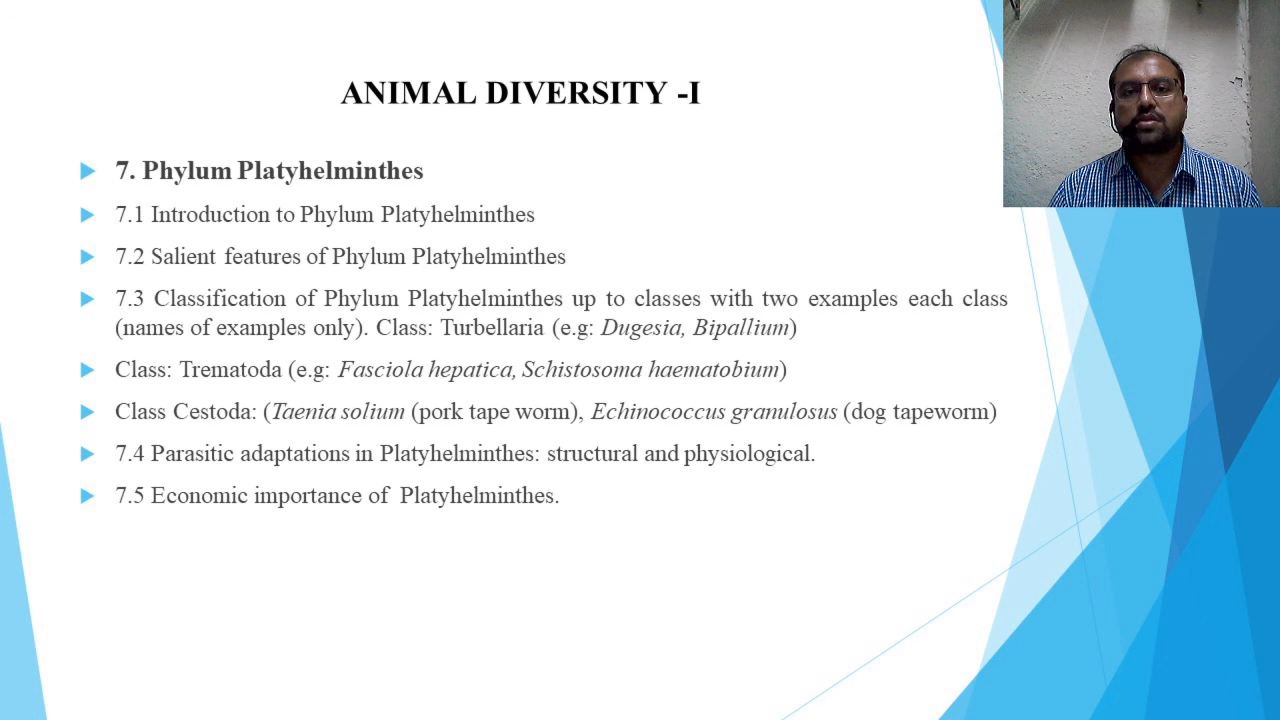 ANIMAL DIVERSITY -I
7. Phylum Platyhelminthes
7.1 Introduction to Phylum Platyhelminthes
7.2 Salient features of Phylum Platyhelminthes
7.3 Classification of Phylum Platyhelminthes up to classes with two examples each class
(names of examples only). Class: Turbellaria (e.g: Dugesia, Bipallium)
Class: Trematoda (e.g: Fasciola hepatica, Schistosoma haematobium)
Class Cestoda: (Taenia solium (pork tape worm), Echinococcus granulosus (dog tapeworm)
7.4 Parasitic adaptations in Platyhelminthes: structural and physiological.
7.5 Economic importance of Platyhelminthes.